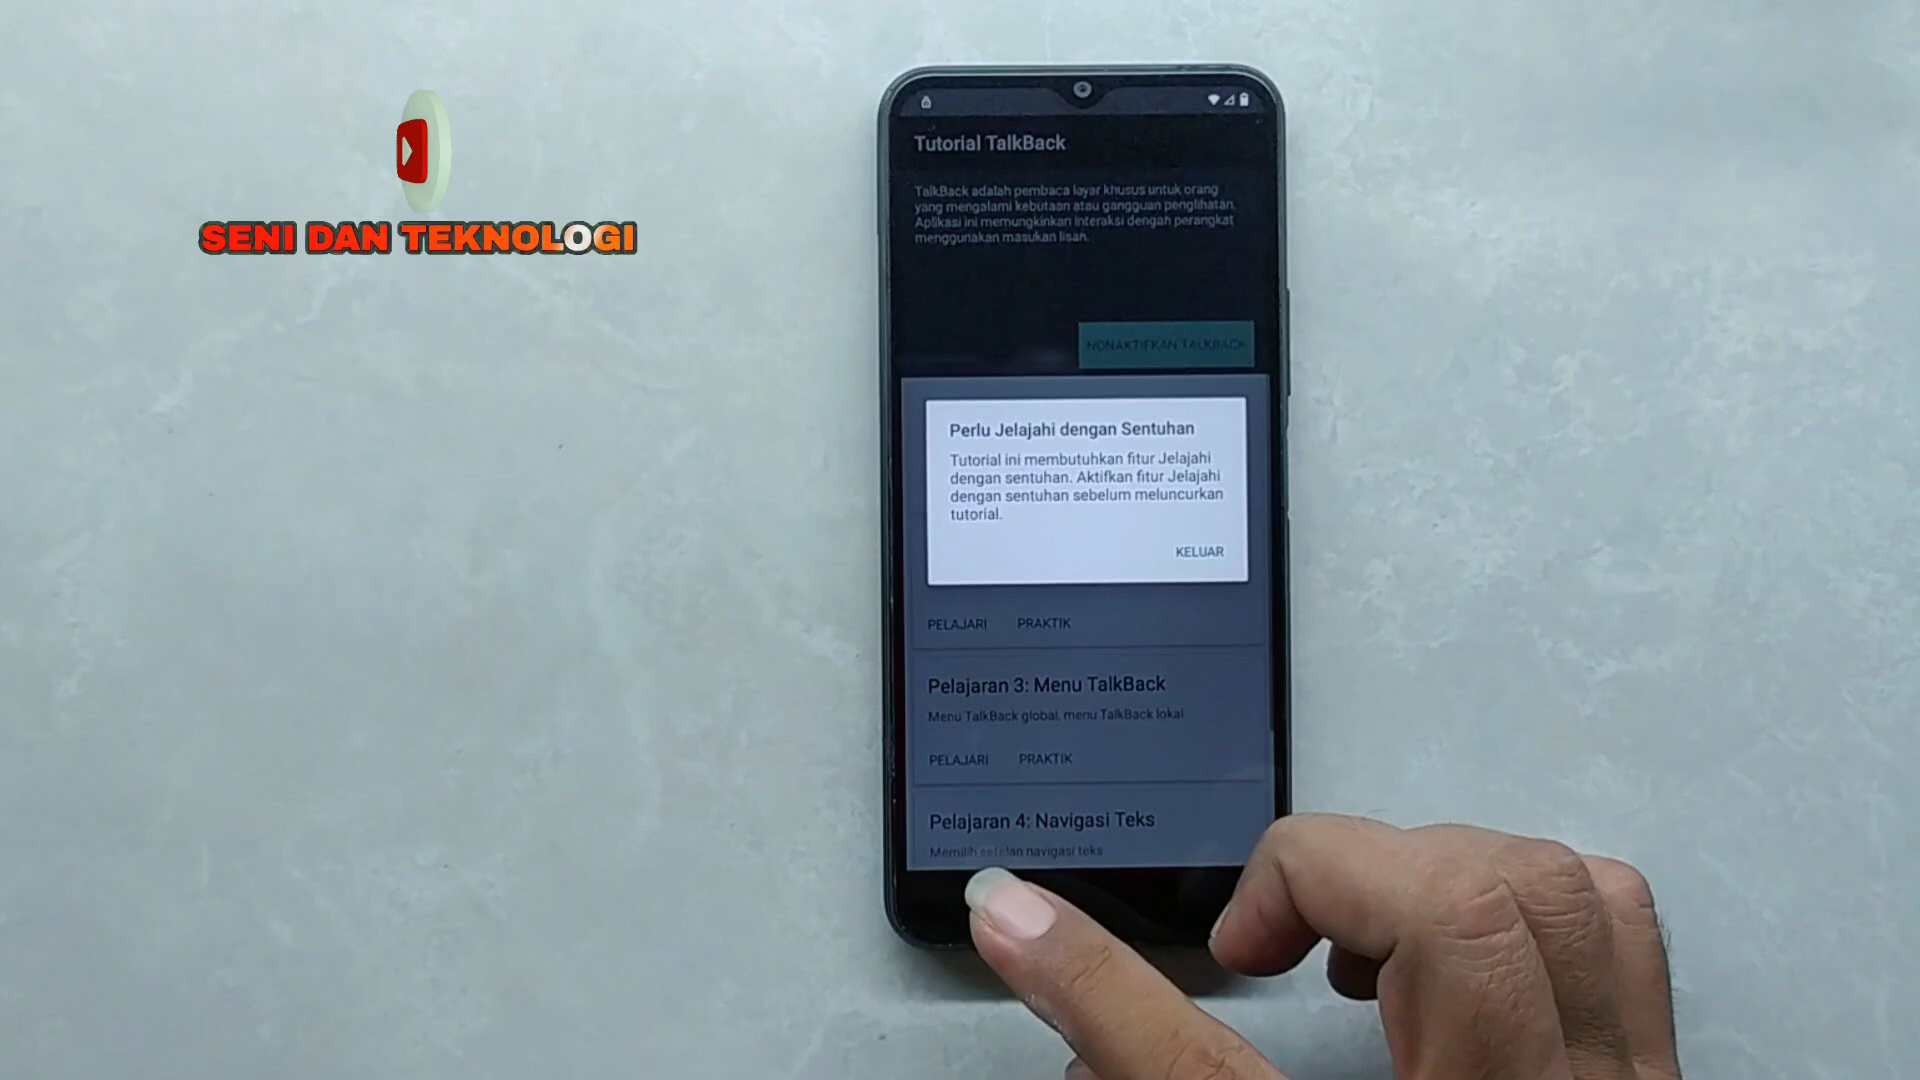 SENI DAN TEKNOLOGI
Tutorial TalkBack
TalkBack adalah pembaca layar khusus untuk orang
yang mengalami kebutaan atau gangguan penglihatan.
Aplikasi ini memungkinkan interaksi dengan perangkat
menggunakan masukan lisan.
NONAKTIFKAN TALKBACK
Perlu Jelajahi dengan Sentuhan
Tutorial ini membutuhkan fitur Jelajahi
dengan sentuhan. Aktifkan fitur Jelajahi
dengan sentuhan sebelum meluncurkan
tutorial.
KELUAR
PELAJARI PRAKTIK
Pelajaran 3: Menu TalkBack
Menu TalkBack global, menu TalkBack lokal
PELAJARI PRAKTIK
Pelajaran 4: Navigasi Teks
Memilih setelan navigasi teks